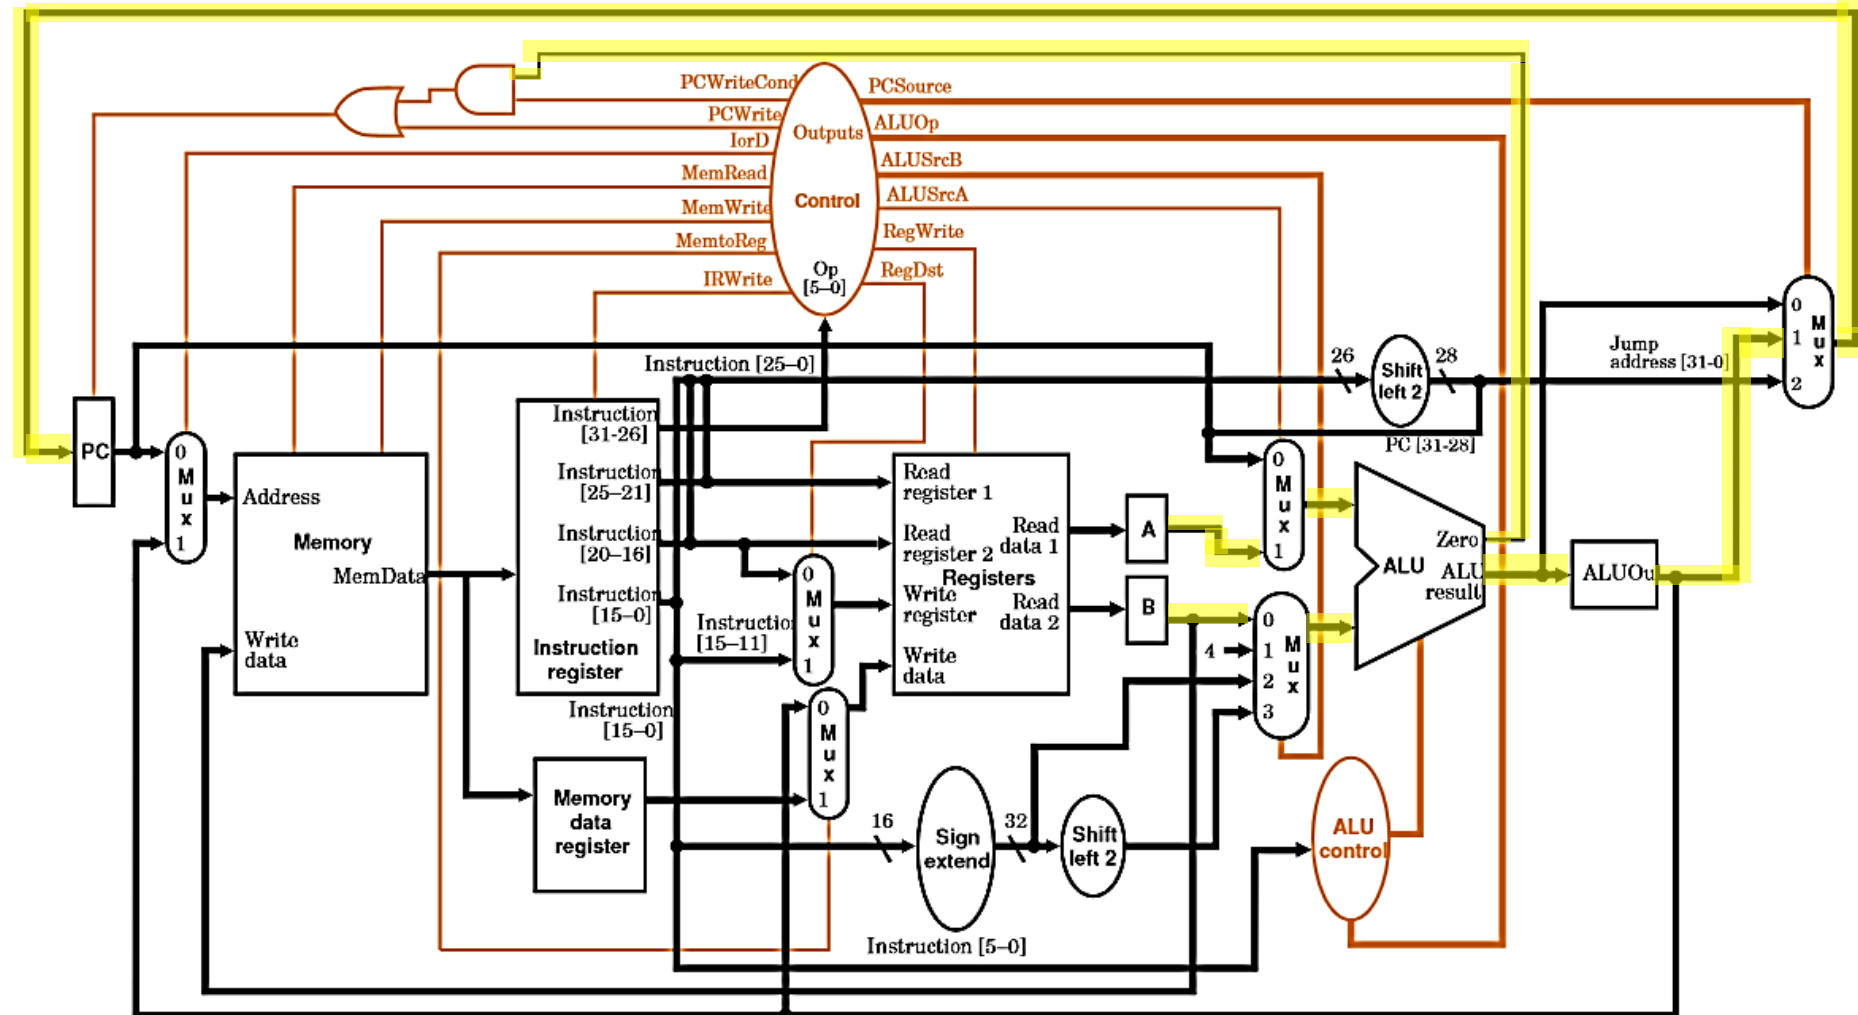 PCWriteCond
PCSource
PCWrite
ALUOp
Outputs
IorD
ALUSrcB
MemRead
ALUSrcA
Control
MemWrite
RegWrite
MemtoReg
RegDst
Op
[5–0]
IRWrite
Instruction [25–0]
26
28
Shift
left 2
Jump
address [31-0]
0
1
2
M
u
x
PC [31-28]
PC
0
M
u
x
1
Address
Memory
MemData
Write
data
Instruction
[31-26]
Instruction
[25–21]
Instruction
[20–16]
Instruction
[15–0]
Instruction
register
Instruction
[15–0]
Instructio
[15–11]
0
M
u
x
1
0
M
u
x
1
Memory
data
register
Read
register 1
Read
register 2
Registers
Write
register
Write
data
Read
data 1
Read
data 2
A
B
0
M
u
x
1
4
0
1
2
3
M
u
x
ALU
Zero
ALU
result
ALUOu
16
Sign
extend
32
Shift
left 2
ALU
control
Instruction [5–0]